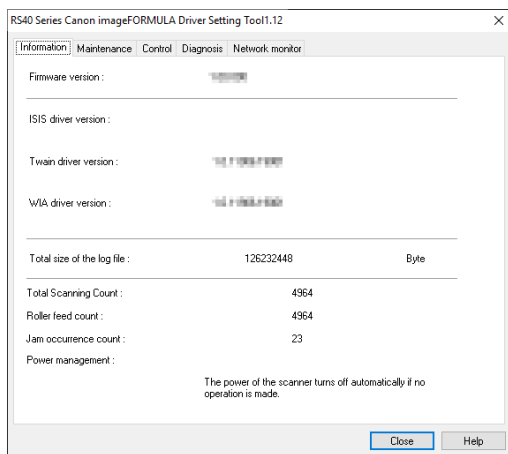 RS40 Series Canon imageFORMULA Driver Setting Tool1.12
Information Maintenance Control Diagnosis Network monitor
Firmware version :
ISIS driver version :
Twain driver version :
WIA driver version :
Total size of the log file : 126232448 Byte
Total Scanning Count : 4964
Roller feed count : 4964
Jam occurrence count : 23
Power management :
The power of the scanner turns off automatically if no
operation is made.
Close Help